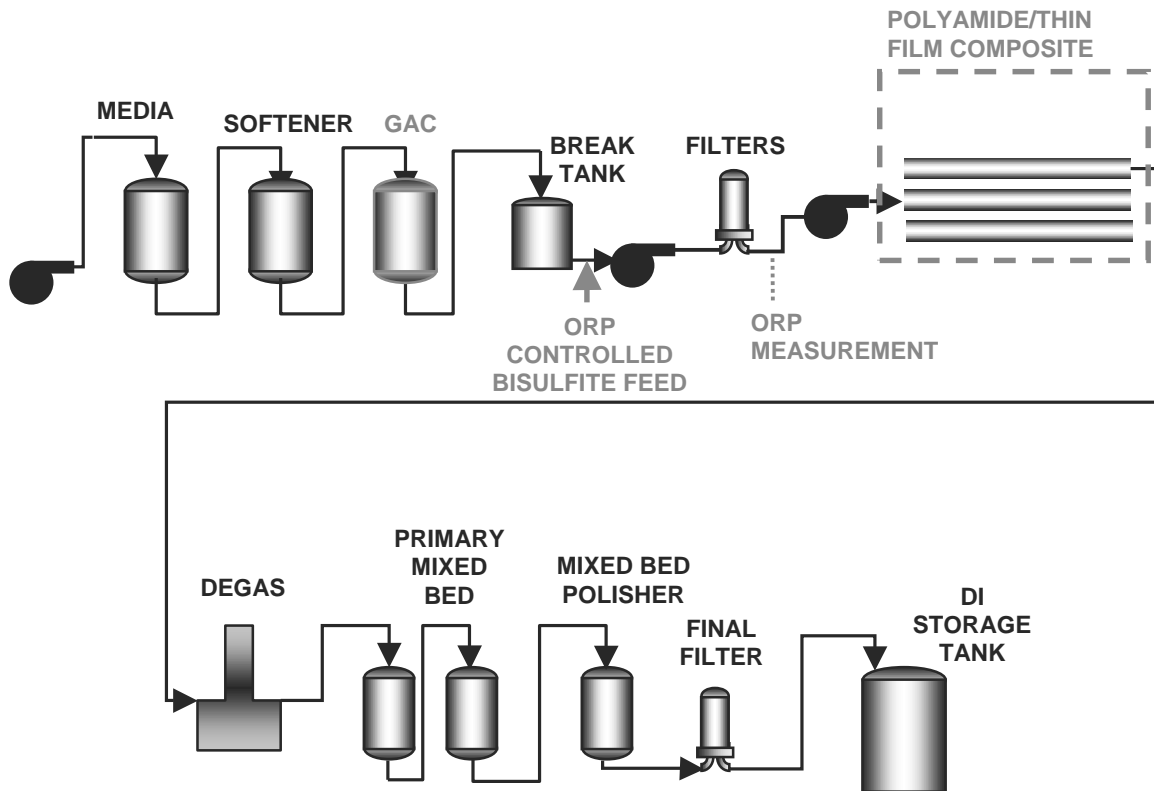 POLYAMIDE/THIN
FILM COMPOSITE
MEDIA
SOFTENER
GAC
BREAK
TANK
FILTERS
ORP
CONTROLLED
BISULFITE FEED
ORP
MEASUREMENT
DEGAS
PRIMARY
MIXED
BED
MIXED BED
POLISHER
FINAL
FILTER
DI
STORAGE
TANK